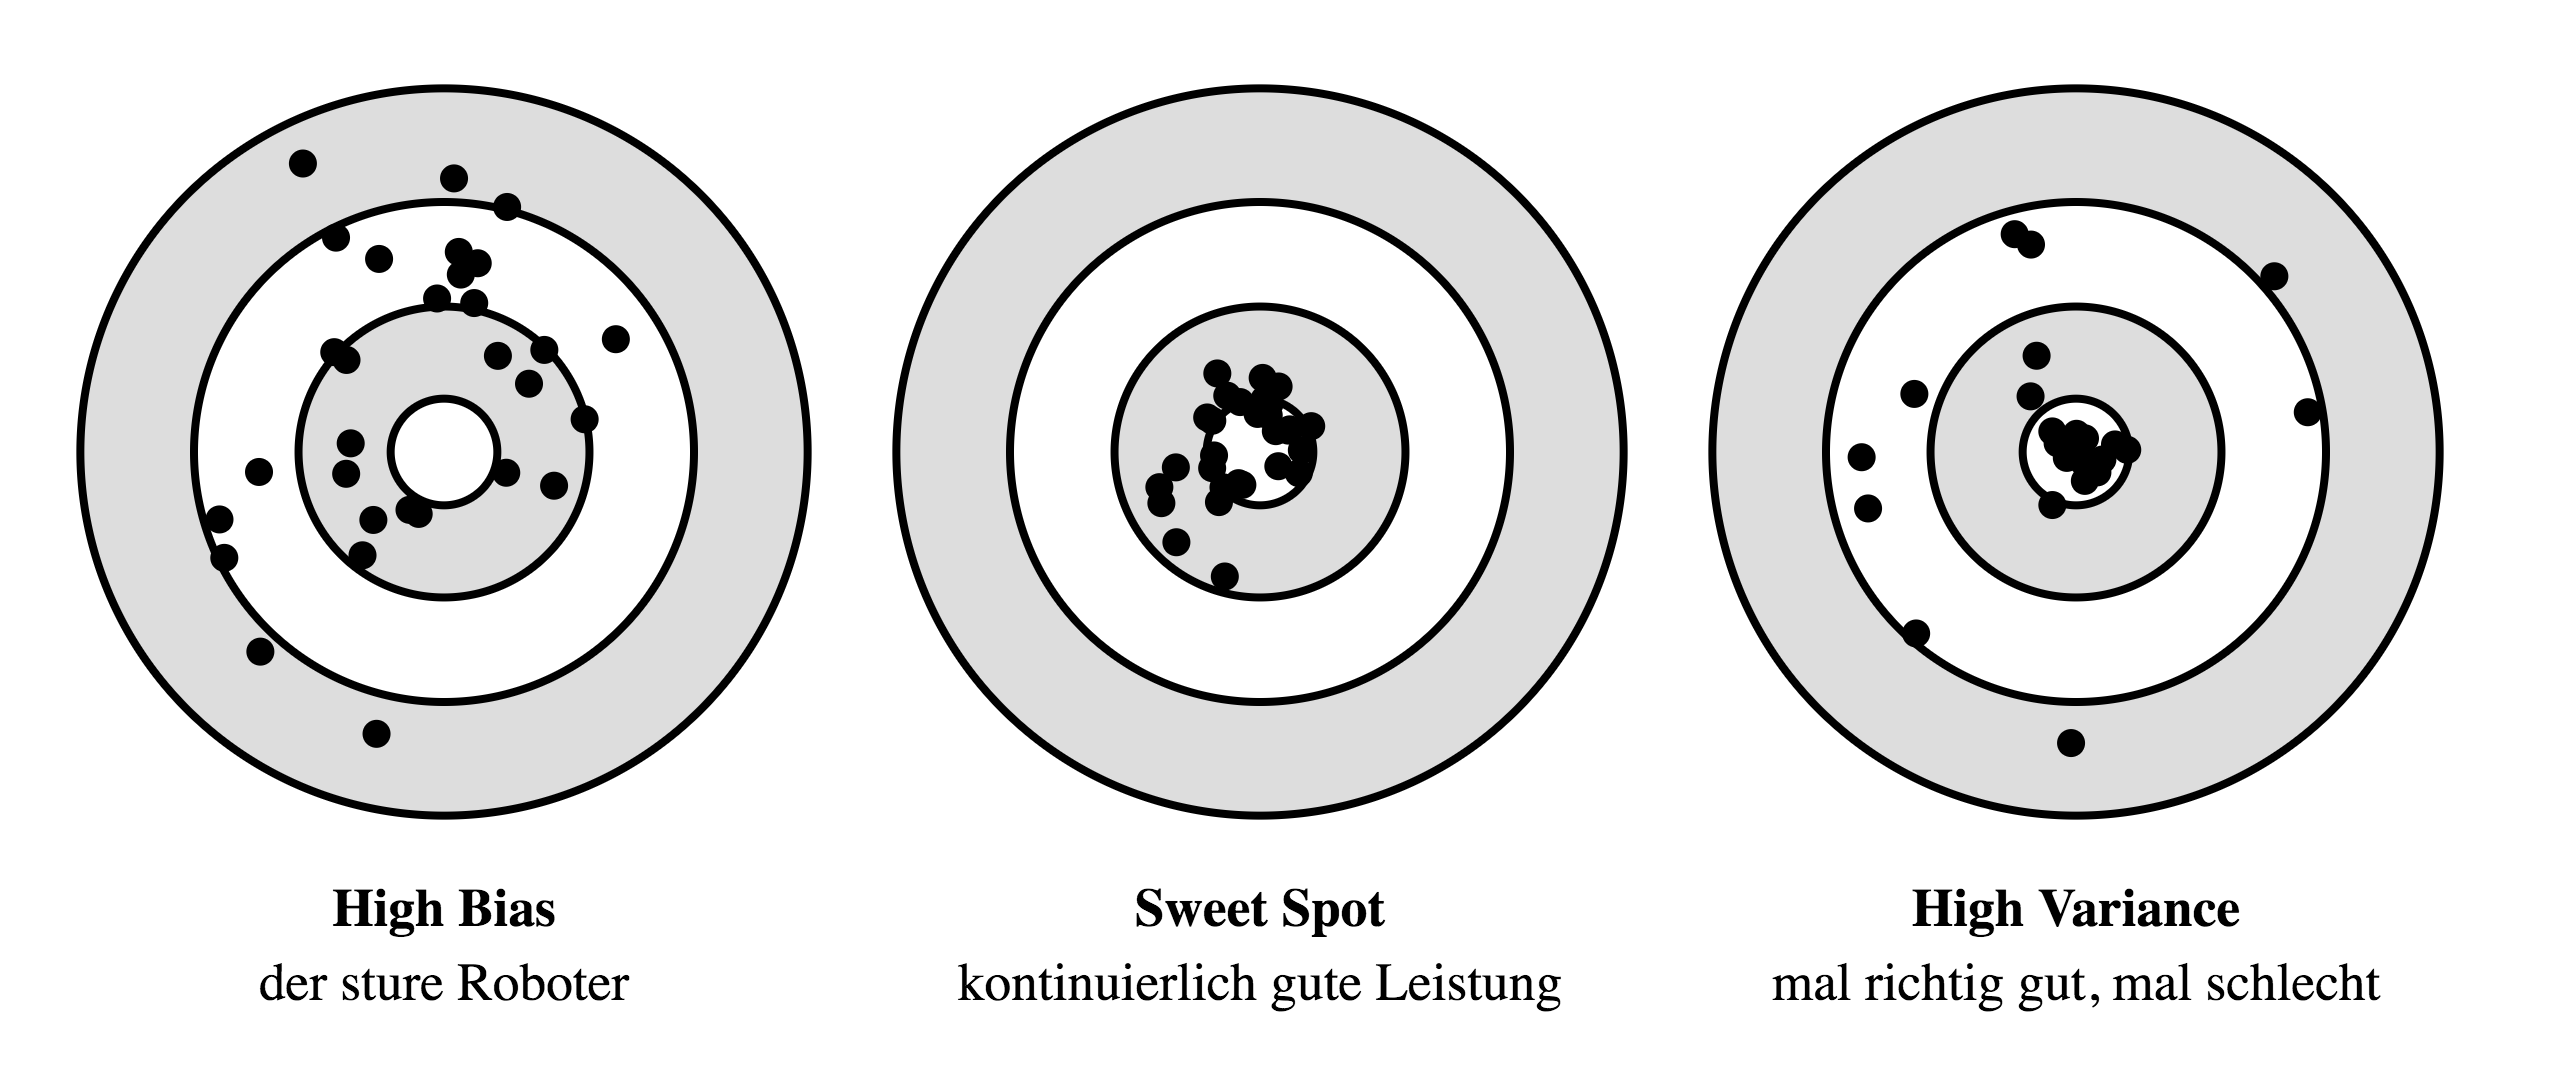 High Bias
der sture Roboter
Sweet Spot
kontinuierlich gute Leistung
High Variance
mal richtig gut, mal schlecht